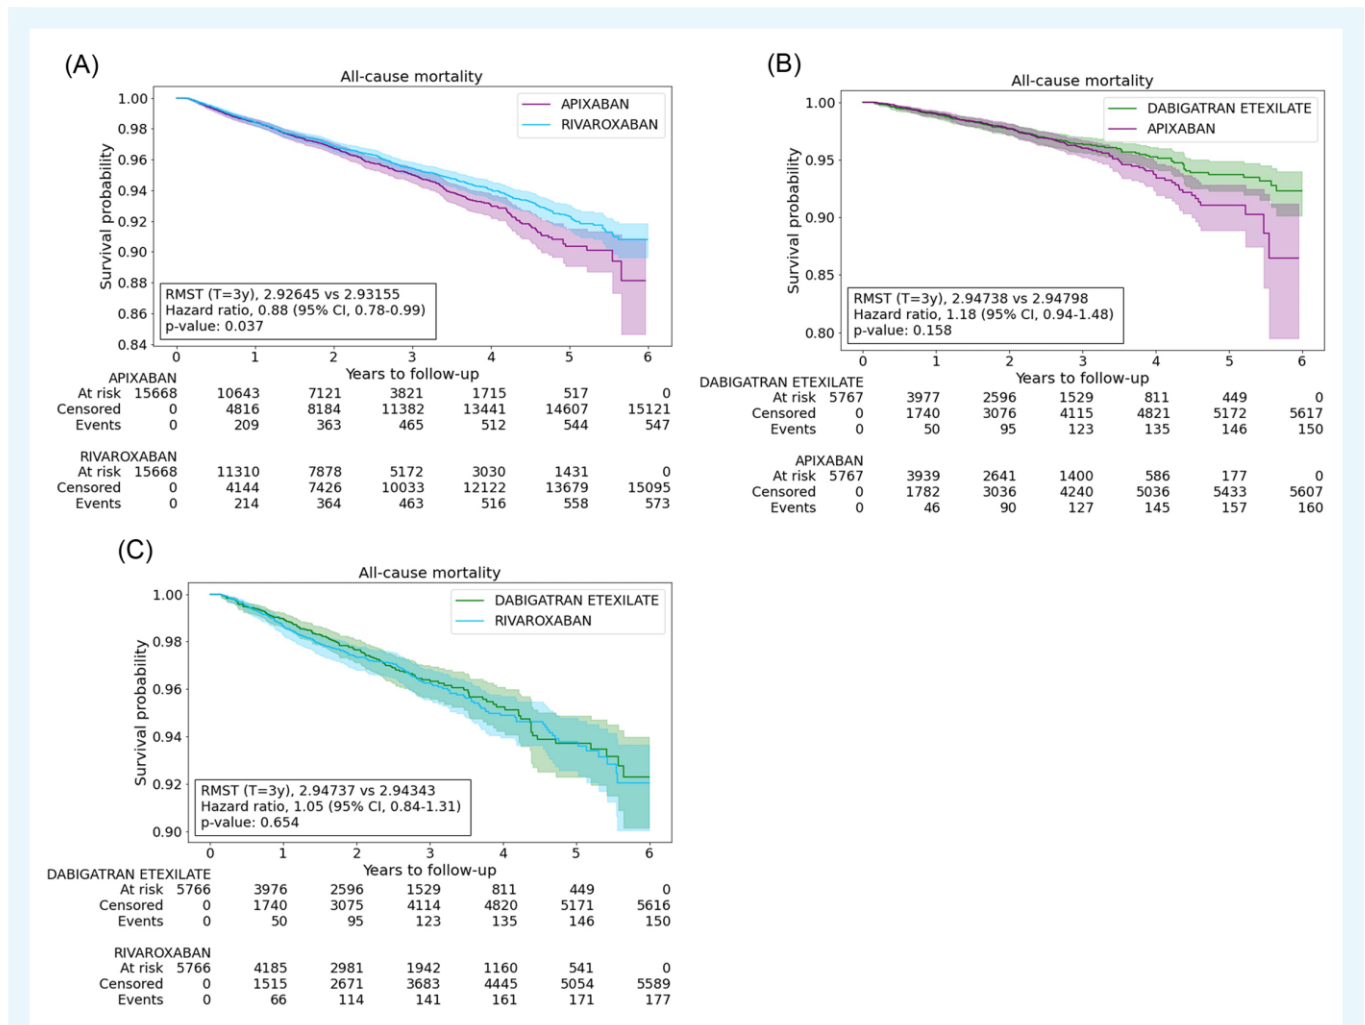 (A)
All-cause mortality
APIXABAN
RIVAROXABAN
Survival probability
1.00
0.98
0.96
0.94
0.92
0.90
0.88
0.86
0.84
RMST (T=3y), 2.92645 vs 2.93155
Hazard ratio, 0.88 (95% CI, 0.78-0.99)
p-value: 0.037
0 1 2 3 4 5 6
Years to follow-up
APIXABAN
At risk 15668 10643 7121 3821 1715 517 0
Censored 0 4816 8184 11382 13441 14607 15121
Events 0 209 363 465 512 544 547
RIVAROXABAN
At risk 15668 11310 7878 5172 3030 1431 0
Censored 0 4144 7426 10033 12122 13679 15095
Events 0 214 364 463 516 558 573
(B)
All-cause mortality
DABIGATRAN ETEXILATE
APIXABAN
Survival probability
1.00
0.95
0.90
0.85
0.80
RMST (T=3y), 2.94738 vs 2.94798
Hazard ratio, 1.18 (95% CI, 0.94-1.48)
p-value: 0.158
0 1 2 3 4 5 6
Years to follow-up
DABIGATRAN ETEXILATE
At risk 5767 3977 2596 1529 811 449 0
Censored 0 1740 3076 4115 4821 5172 5617
Events 0 50 95 123 135 146 150
APIXABAN
At risk 5767 3939 2641 1400 586 177 0
Censored 0 1782 3036 4240 5036 5433 5607
Events 0 46 90 127 145 157 160
(C)
All-cause mortality
DABIGATRAN ETEXILATE
RIVAROXABAN
Survival probability
1.00
0.98
0.96
0.94
0.92
0.90
RMST (T=3y), 2.94737 vs 2.94343
Hazard ratio, 1.05 (95% CI, 0.84-1.31)
p-value: 0.654
0 1 2 3 4 5 6
Years to follow-up
DABIGATRAN ETEXILATE
At risk 5766 3976 2596 1529 811 449 0
Censored 0 1740 3075 4114 4820 5171 5616
Events 0 50 95 123 135 146 150
RIVAROXABAN
At risk 5766 4185 2981 1942 1160 541 0
Censored 0 1515 2671 3683 4445 5054 5589
Events 0 66 114 141 161 171 177